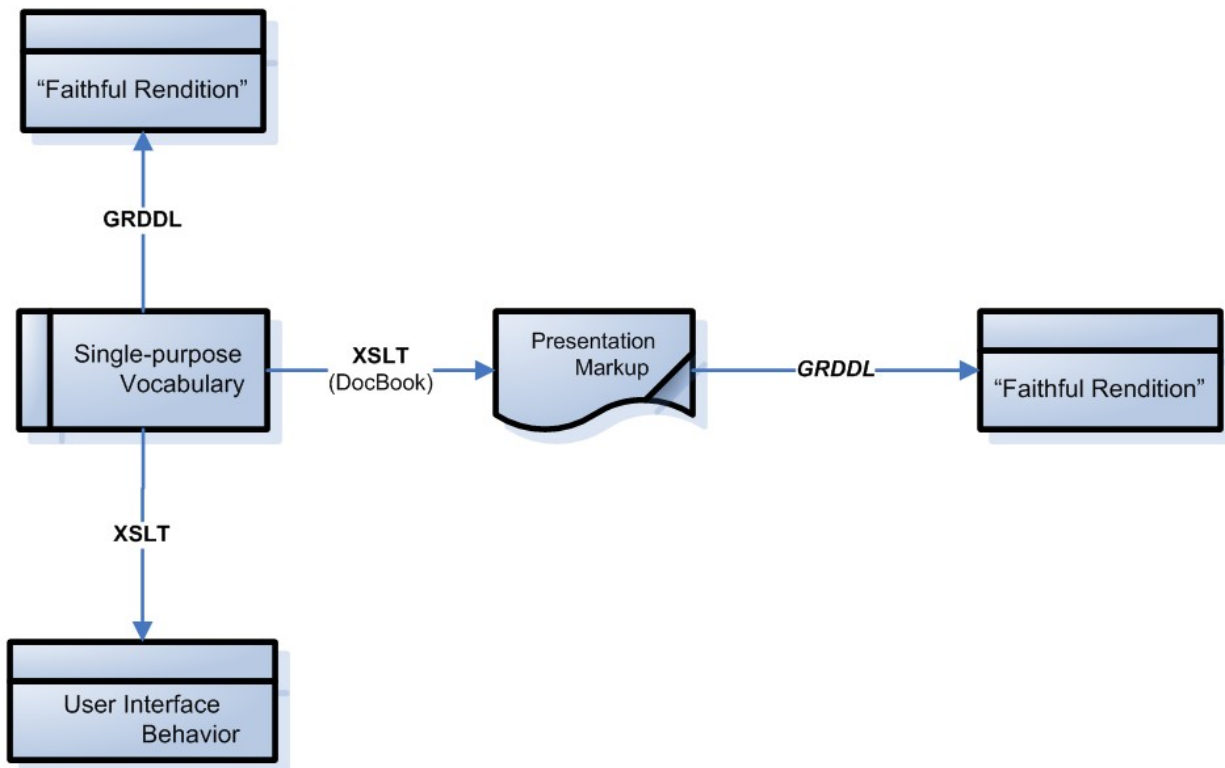 “Faithful Rendition”
GRDDL
Single-purpose
Vocabulary
XSLT
(DocBook)
Presentation
Markup
GRDDL
“Faithful Rendition”
XSLT
User Interface
Behavior